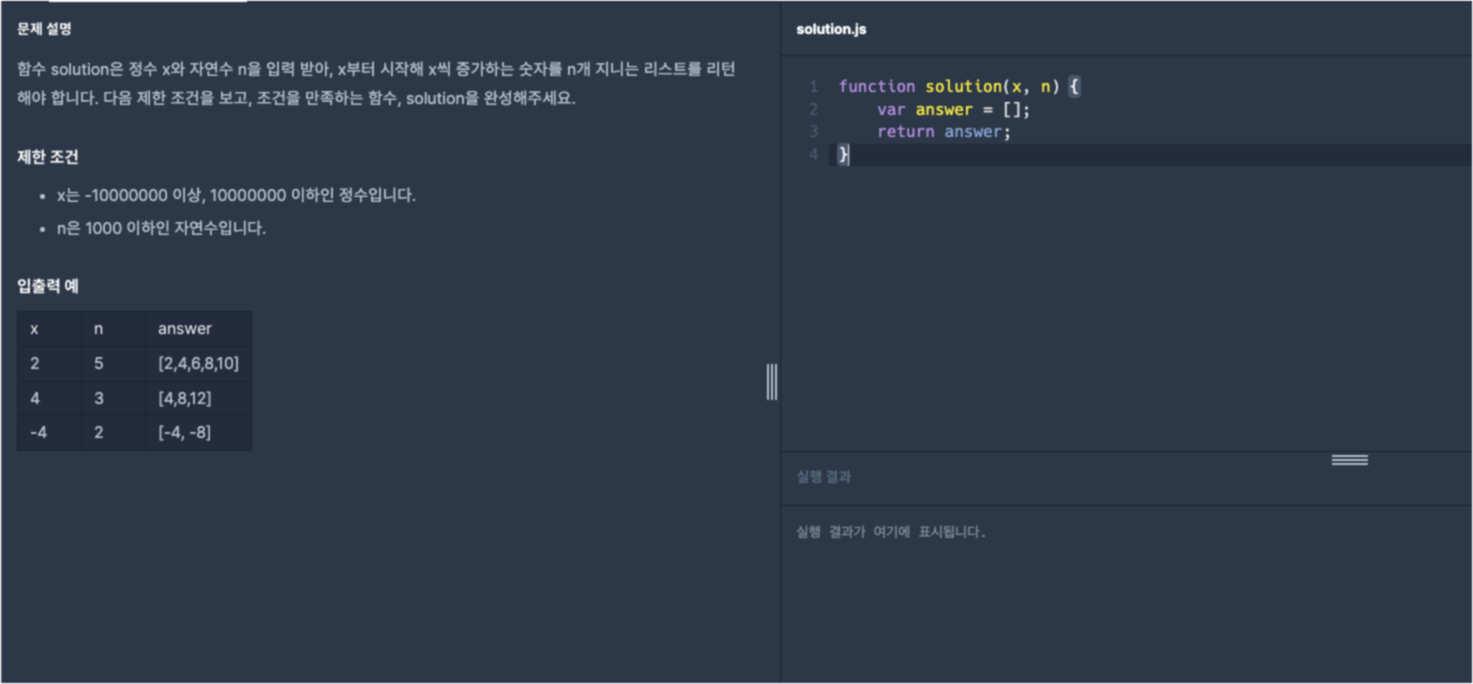 문제 설명
함수 solution은 정수 x와 자연수 n을 입력 받아, x부터 시작해 x씩 증가하는 숫자를 n개 지니는 리스트를 리턴
해야 합니다. 다음 제한 조건을 보고, 조건을 만족하는 함수, solution을 완성해주세요.
제한 조건
• x는 -10000000 이상, 10000000 이하인 정수입니다.
• n은 1000 이하인 자연수입니다.
입출력 예
x n answer
2 5 [2,4,6,8,10]
4 3 [4,8,12]
-4 2 [-4, -8]
solution.js
1 function solution(x, n) {
2     var answer = [];
3     return answer;
4 }
실행 결과
실행 결과가 여기에 표시됩니다.